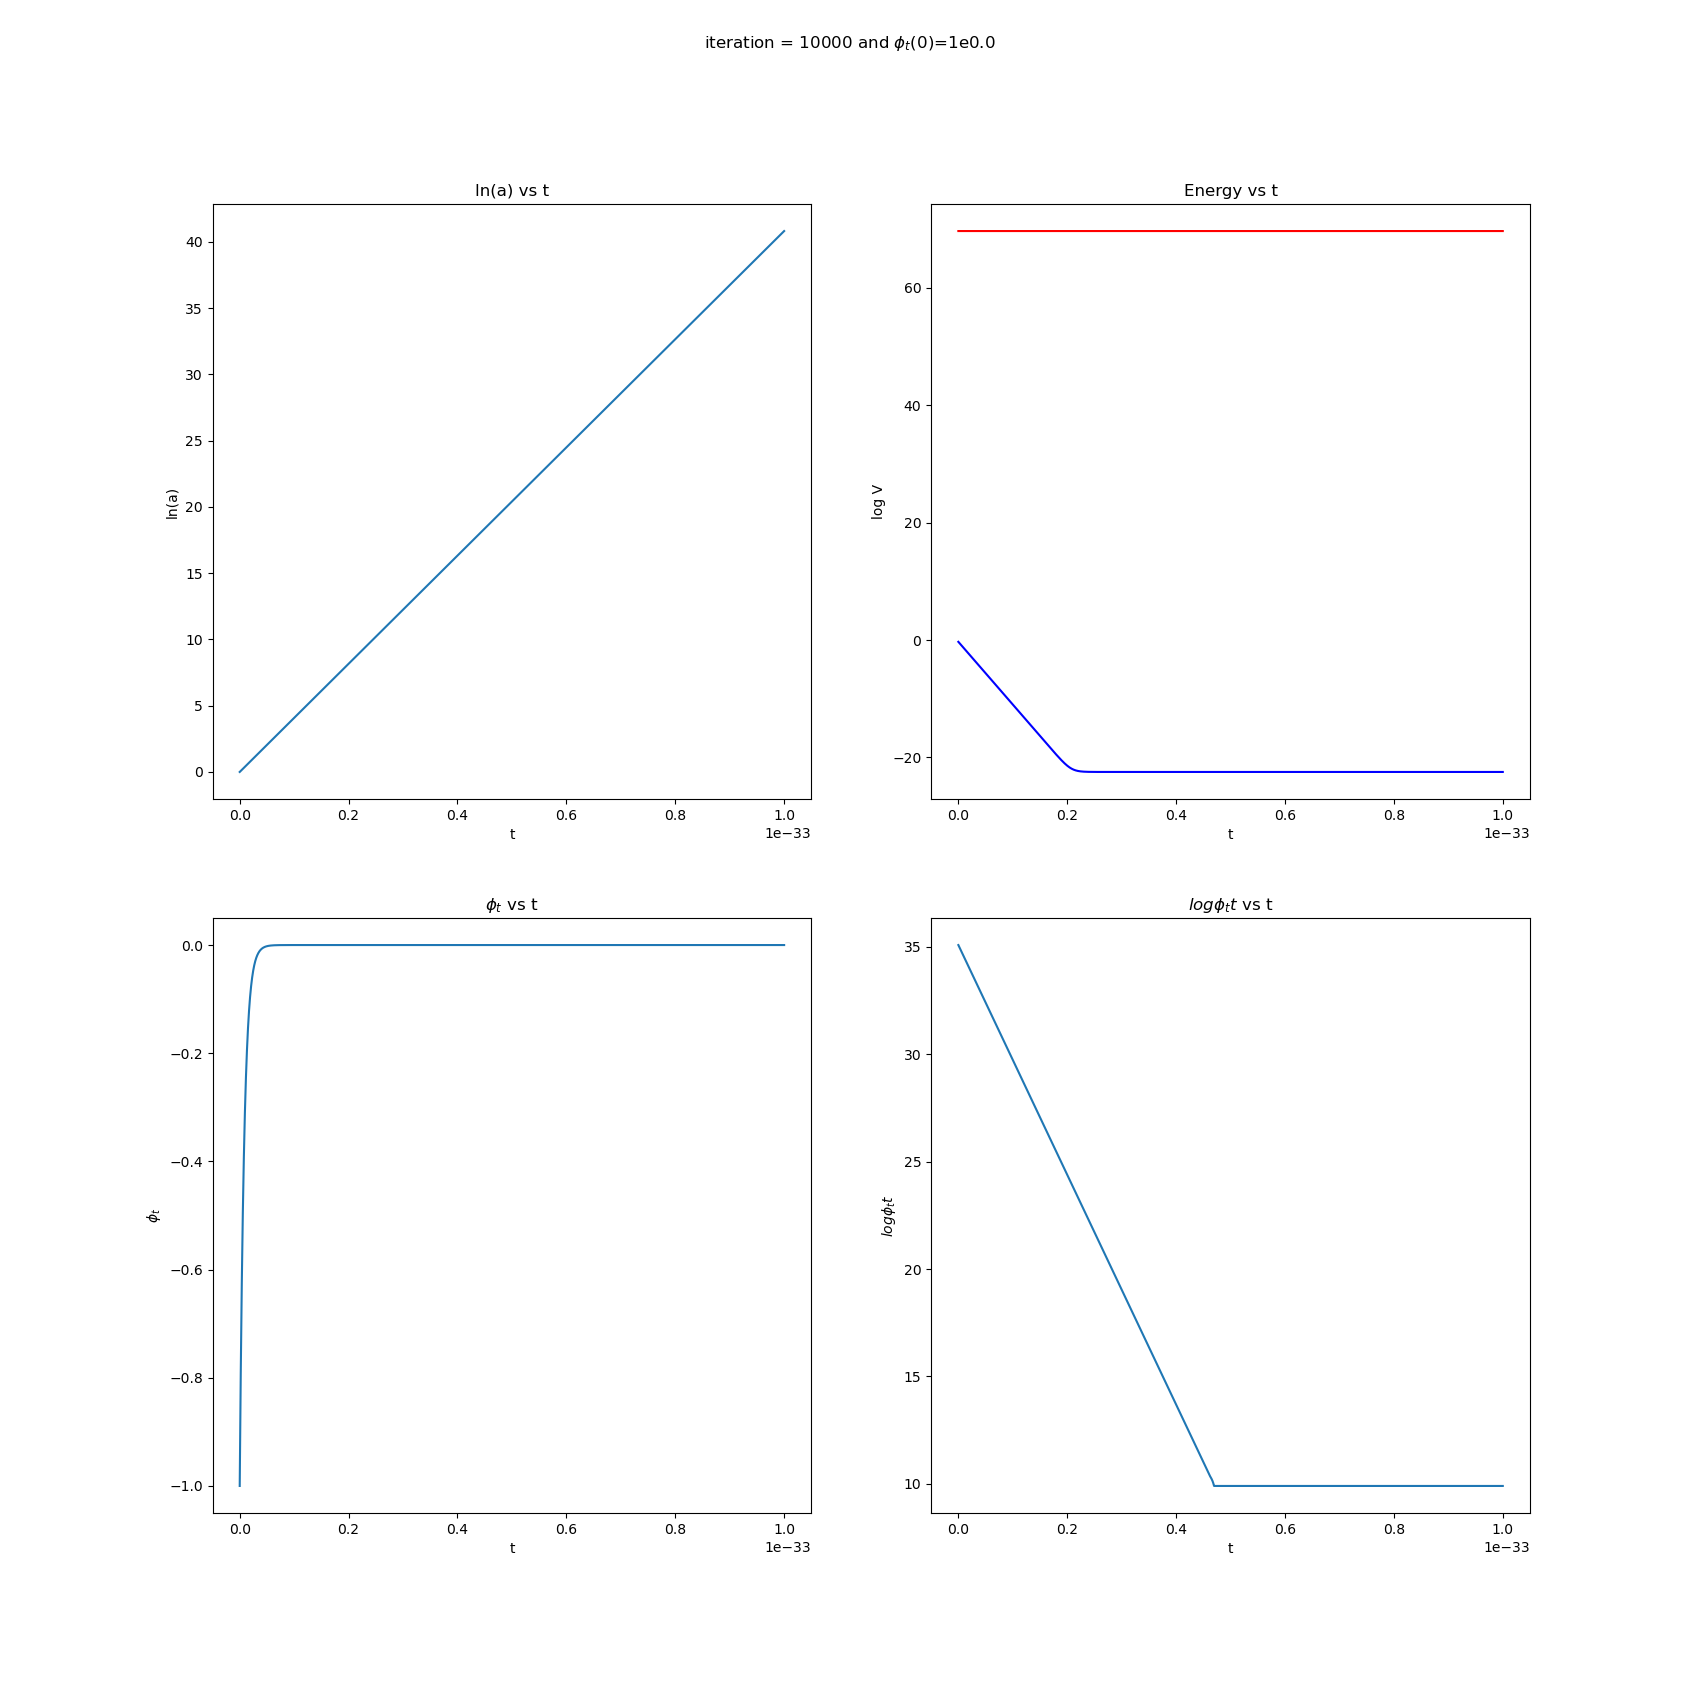 iteration = 10000 and ϕₜ(0)=1e0.0
ln(a) vs t
ln(a)
40
35
30
25
20
15
10
5
0
0.0 0.2 0.4 0.6 0.8 1.0
t
1e−33
Energy vs t
log V
60
40
20
0
−20
0.0 0.2 0.4 0.6 0.8 1.0
t
1e−33
ϕₜ vs t
ϕₜ
0.0
−0.2
−0.4
−0.6
−0.8
−1.0
0.0 0.2 0.4 0.6 0.8 1.0
t
1e−33
logϕₜt vs t
logϕₜt
35
30
25
20
15
10
0.0 0.2 0.4 0.6 0.8 1.0
t
1e−33